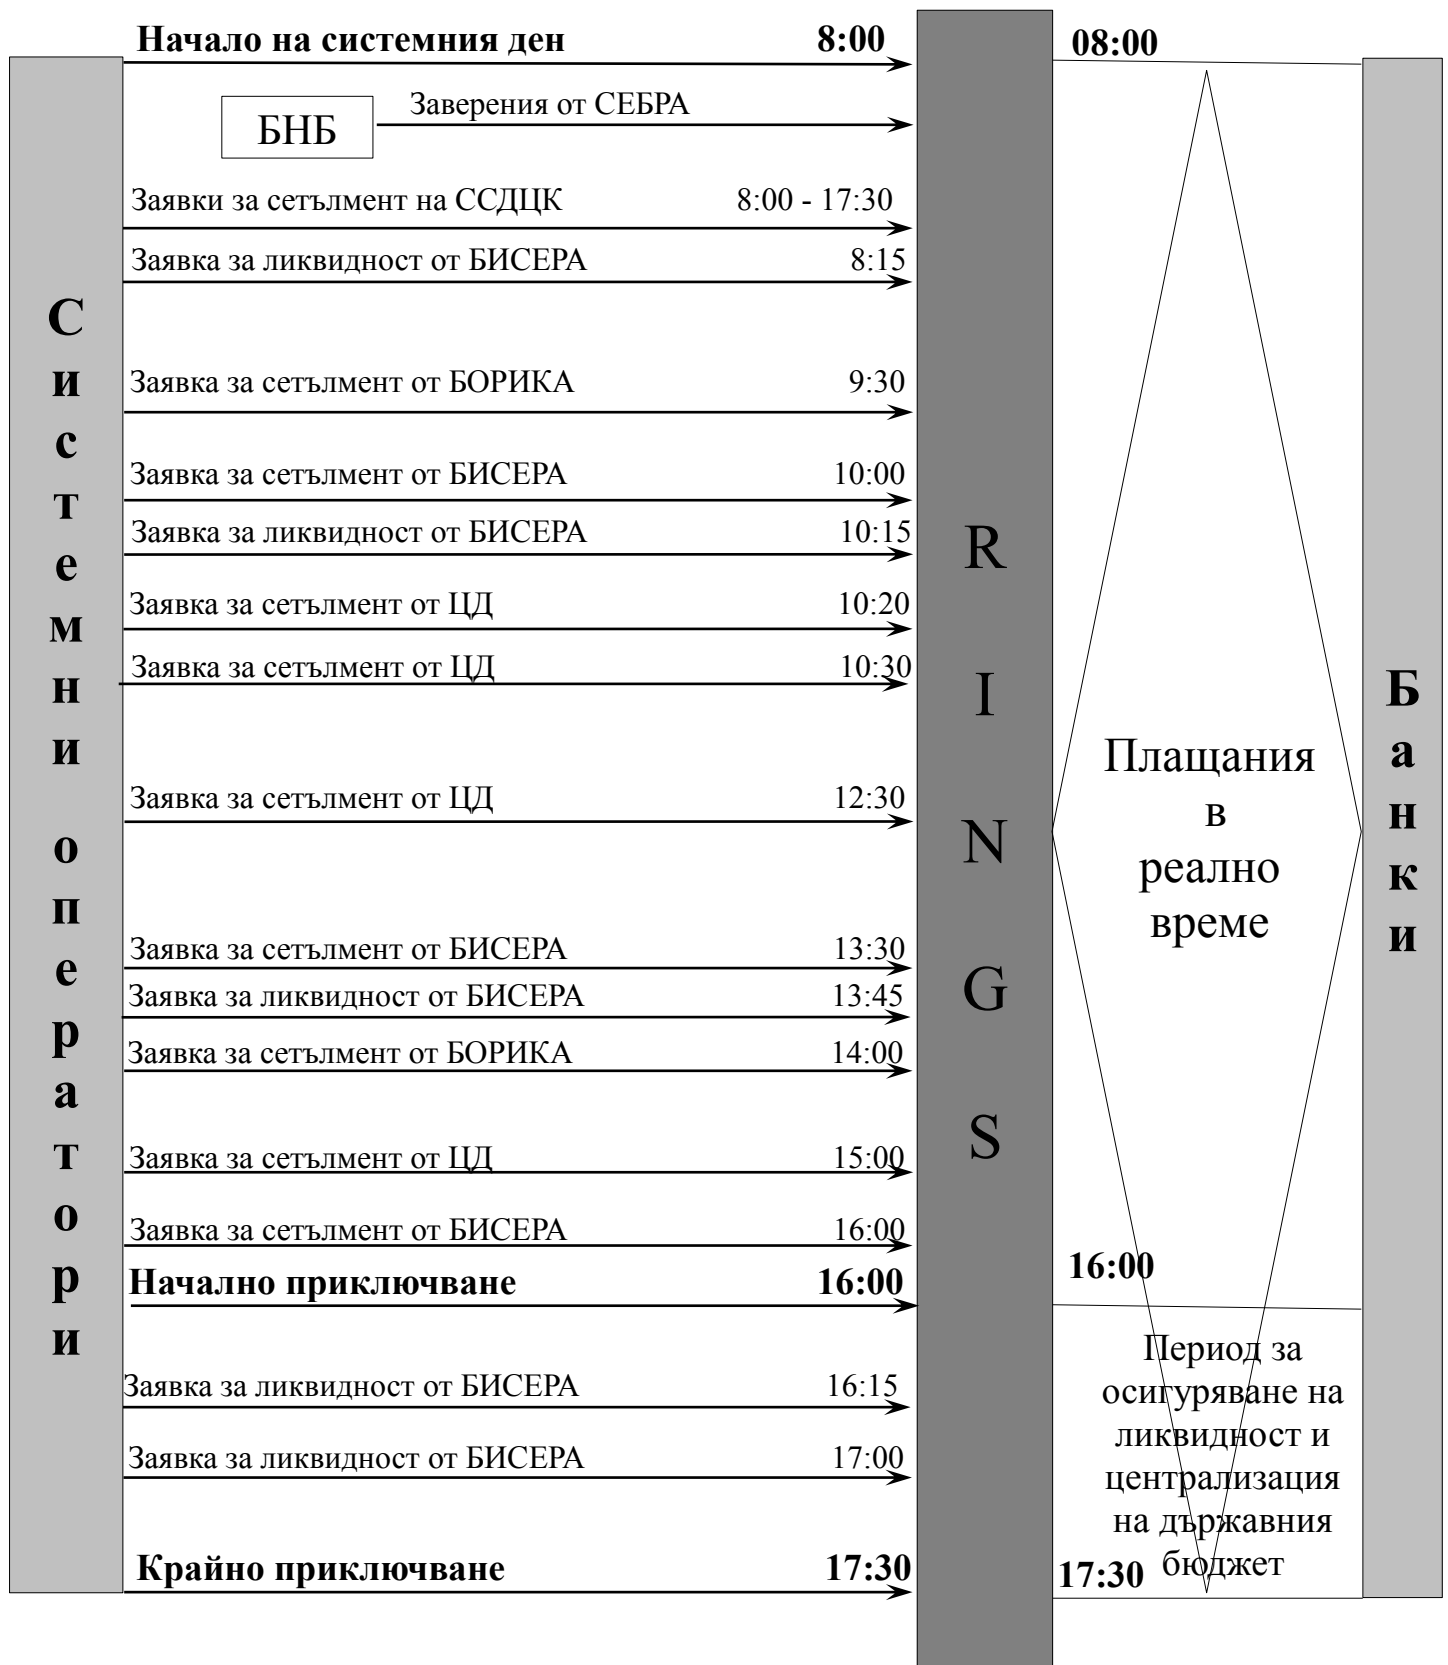 Начало на системния ден 8:00
08:00
БНБ
Заверения от СЕБРА
Заявки за сетълмент на ССДЦК 8:00 - 17:30
Заявка за ликвидност от БИСЕРА 8:15
Заявка за сетълмент от БОРИКА 9:30
Заявка за сетълмент от БИСЕРА 10:00
Заявка за ликвидност от БИСЕРА 10:15
Заявка за сетълмент от ЦД 10:20
Заявка за сетълмент от ЦД 10:30
Заявка за сетълмент от ЦД 12:30
Заявка за сетълмент от БИСЕРА 13:30
Заявка за ликвидност от БИСЕРА 13:45
Заявка за сетълмент от БОРИКА 14:00
Заявка за сетълмент от ЦД 15:00
Заявка за сетълмент от БИСЕРА 16:00
Начално приключване 16:00
Заявка за ликвидност от БИСЕРА 16:15
Заявка за ликвидност от БИСЕРА 17:00
Крайно приключване 17:30
Системни оператори
RINGS
Плащания
в
реално
време
16:00
Период за
осигуряване на
ликвидност и
централизация
на държавния
бюджет
17:30
Банки